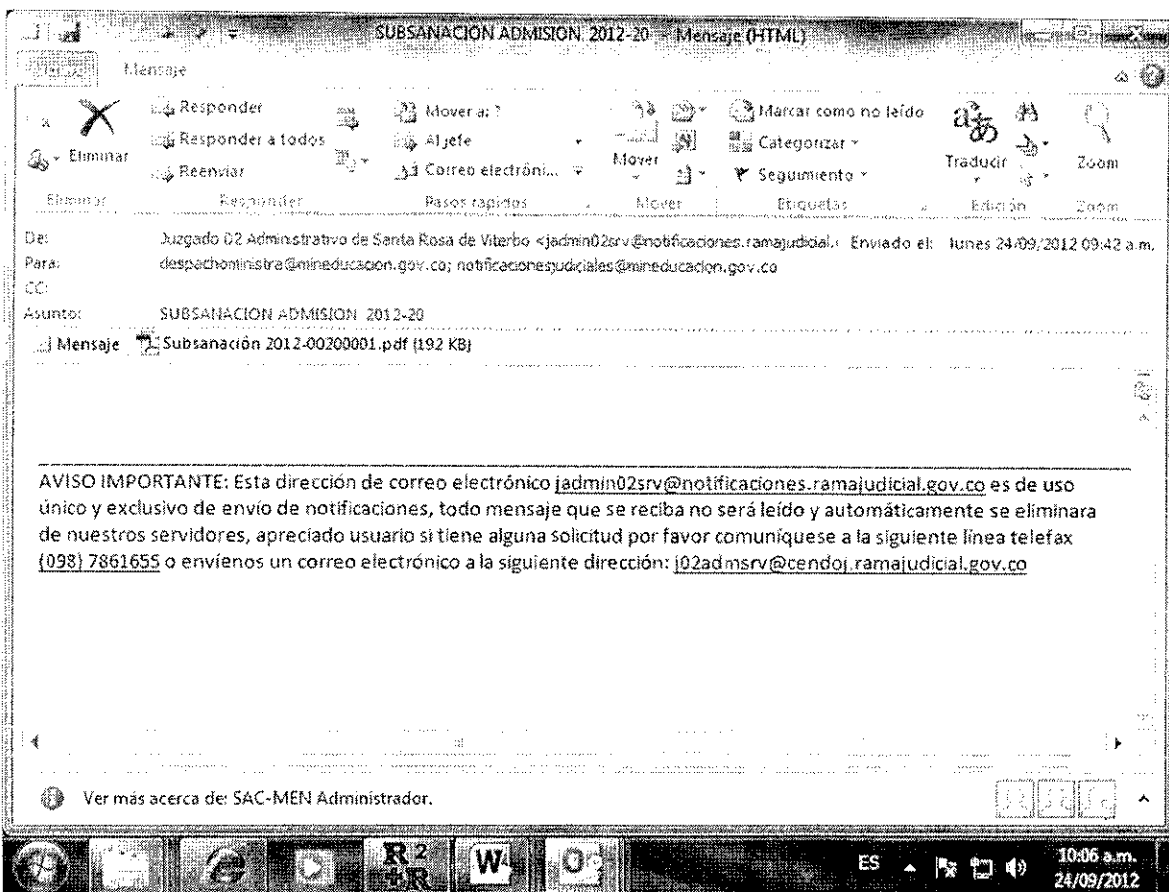 SUBSANACION ADMISION 2012-20 - Mensaje (HTML)
Mensaje
Eliminar
Responder
Responder a todos
Reenviar
Mover a: ?
Al jefe
Correo electróni...
Mover
Marcar como no leído
Categorizar
Seguimiento
Traducir
Zoom
Eliminar Responder Pasos rápidos Mover Etiquetas Edición Zoom
De: Juzgado 02 Administrativo de Santa Rosa de Viterbo <jadmin02srv@notificaciones.ramajudicial. Enviado el: lunes 24/09/2012 09:42 a.m.
Para: despachoministra@mineducacion.gov.co; notificacionesjudiciales@mineducacion.gov.co
CC:
Asunto: SUBSANACION ADMISION 2012-20
Mensaje Subsanación 2012-00200001.pdf (192 KB)
AVISO IMPORTANTE: Esta dirección de correo electrónico jadmin02srv@notificaciones.ramajudicial.gov.co es de uso
único y exclusivo de envío de notificaciones, todo mensaje que se reciba no será leído y automáticamente se eliminara
de nuestros servidores, apreciado usuario si tiene alguna solicitud por favor comuníquese a la siguiente línea telefax
(098) 7861655 o envíenos un correo electrónico a la siguiente dirección: j02admsrv@cendoj.ramajudicial.gov.co
Ver más acerca de: SAC-MEN Administrador.
ES
10:06 a.m.
24/09/2012